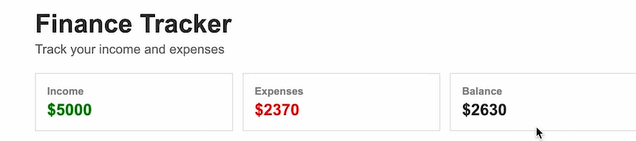 Finance Tracker
Track your income and expenses
Income
$5000
Expenses
$2370
Balance
$2630